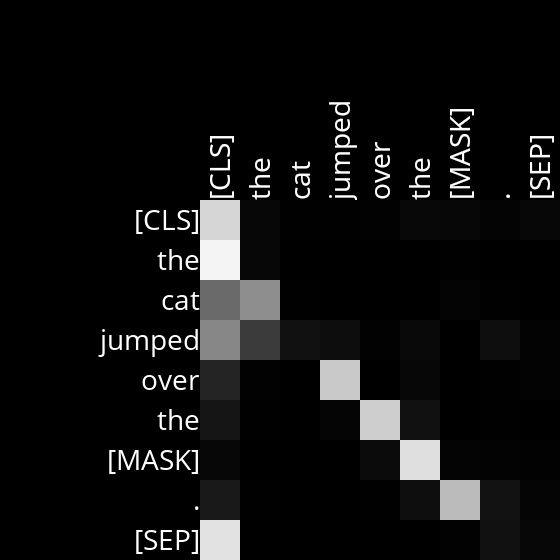 [CLS]
the
cat
jumped
over
the
[MASK]
.
[SEP]
[CLS]
the
cat
jumped
over
the
[MASK]
.
[SEP]